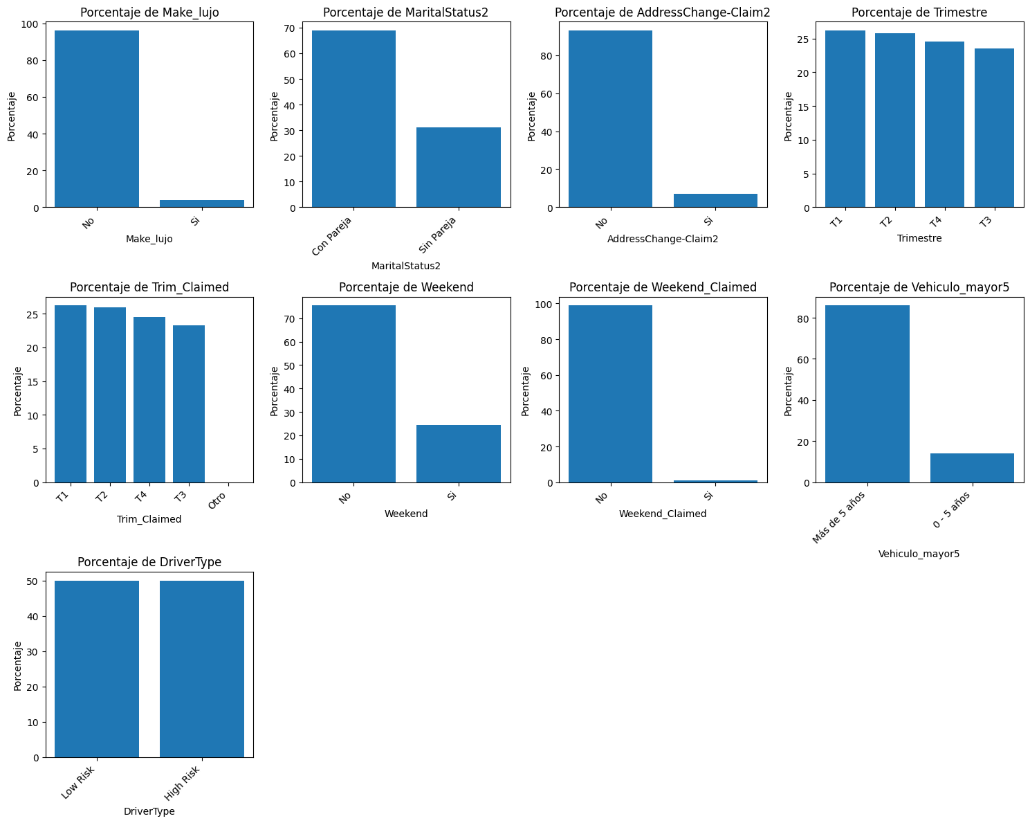 Porcentaje de Make_lujo
Porcentaje
100
80
60
40
20
0
No
Si
Make_lujo
Porcentaje de MaritalStatus2
Porcentaje
70
60
50
40
30
20
10
0
Con Pareja
Sin Pareja
MaritalStatus2
Porcentaje de AddressChange-Claim2
Porcentaje
80
60
40
20
0
No
Si
AddressChange-Claim2
Porcentaje de Trimestre
Porcentaje
25
20
15
10
5
0
T1
T2
T4
T3
Trimestre
Porcentaje de Trim_Claimed
Porcentaje
25
20
15
10
5
0
T1
T2
T4
T3
Otro
Trim_Claimed
Porcentaje de Weekend
Porcentaje
70
60
50
40
30
20
10
0
No
Si
Weekend
Porcentaje de Weekend_Claimed
Porcentaje
100
80
60
40
20
0
No
Si
Weekend_Claimed
Porcentaje de Vehiculo_mayor5
Porcentaje
80
60
40
20
0
Más de 5 años
0 - 5 años
Vehiculo_mayor5
Porcentaje de DriverType
Porcentaje
50
40
30
20
10
0
Low Risk
High Risk
DriverType